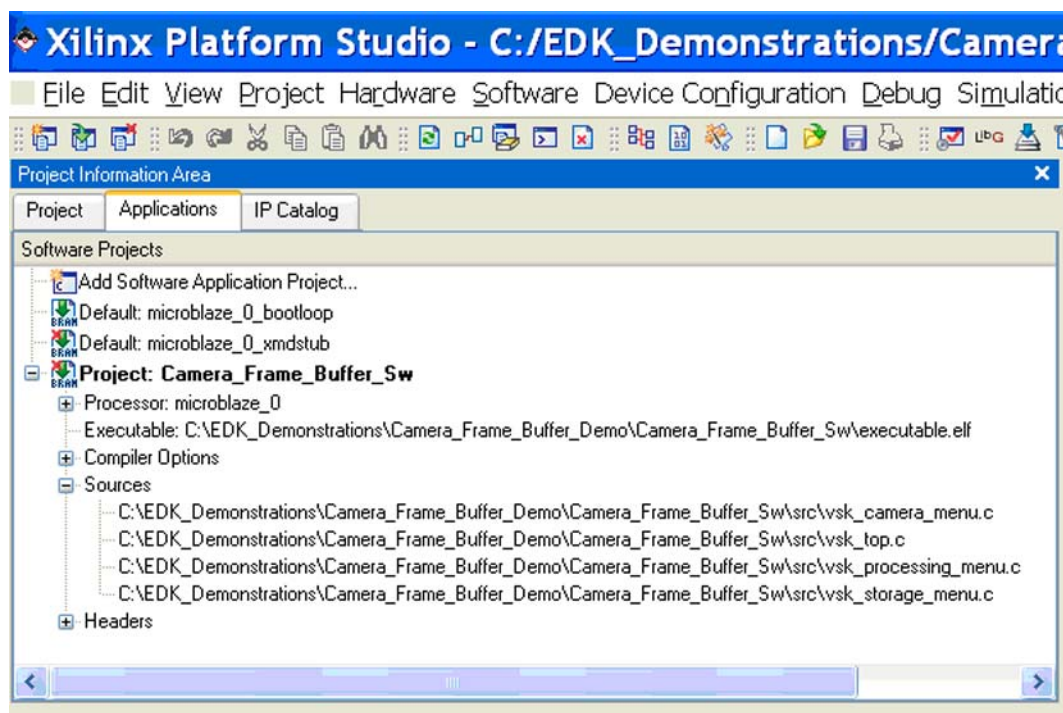 Xilinx Platform Studio - C:/EDK_Demonstrations/Camera
File Edit View Project Hardware Software Device Configuration Debug Simulatio
Project Information Area
Project Applications IP Catalog
Software Projects
Add Software Application Project...
BRAM Default: microblaze_0_bootloop
BRAM Default: microblaze_0_xmdstub
BRAM Project: Camera_Frame_Buffer_Sw
Processor: microblaze_0
Executable: C:\EDK_Demonstrations\Camera_Frame_Buffer_Demo\Camera_Frame_Buffer_Sw\executable.elf
Compiler Options
Sources
C:\EDK_Demonstrations\Camera_Frame_Buffer_Demo\Camera_Frame_Buffer_Sw\src\vsk_camera_menu.c
C:\EDK_Demonstrations\Camera_Frame_Buffer_Demo\Camera_Frame_Buffer_Sw\src\vsk_top.c
C:\EDK_Demonstrations\Camera_Frame_Buffer_Demo\Camera_Frame_Buffer_Sw\src\vsk_processing_menu.c
C:\EDK_Demonstrations\Camera_Frame_Buffer_Demo\Camera_Frame_Buffer_Sw\src\vsk_storage_menu.c
Headers